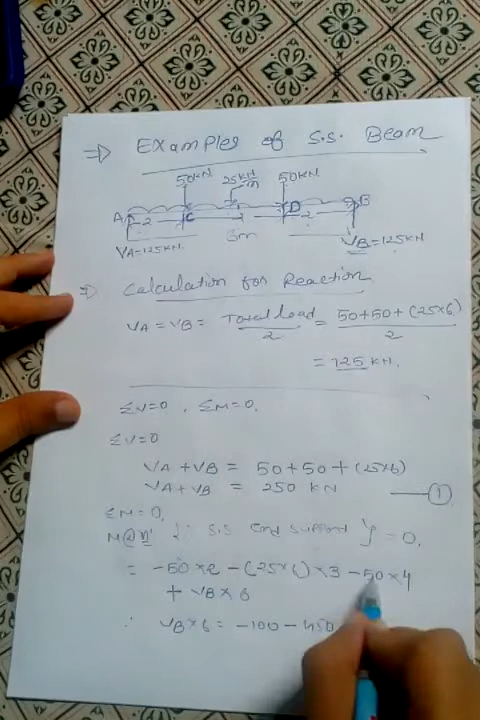 ⇒ Examples of S.S. Beam
50KN 25KN/m 50KN
A 2 C 2 D 2 B
6m
VA=125KN. VB=125KN
⇒ Calculation for Reaction
VA = VB = Total load/2 = 50+50+(25×6)/2
= 125 KN.
ΣV=0 , ΣM=0.
ΣV=0
VA + VB = 50+50+(25×6)
VA+VB = 250 KN — ①
ΣM=0,
S.S End support } = 0.
= -50×2 - (25×6)×3 - 50×4
+ VB×6
∴ VB×6 = -100 - 450